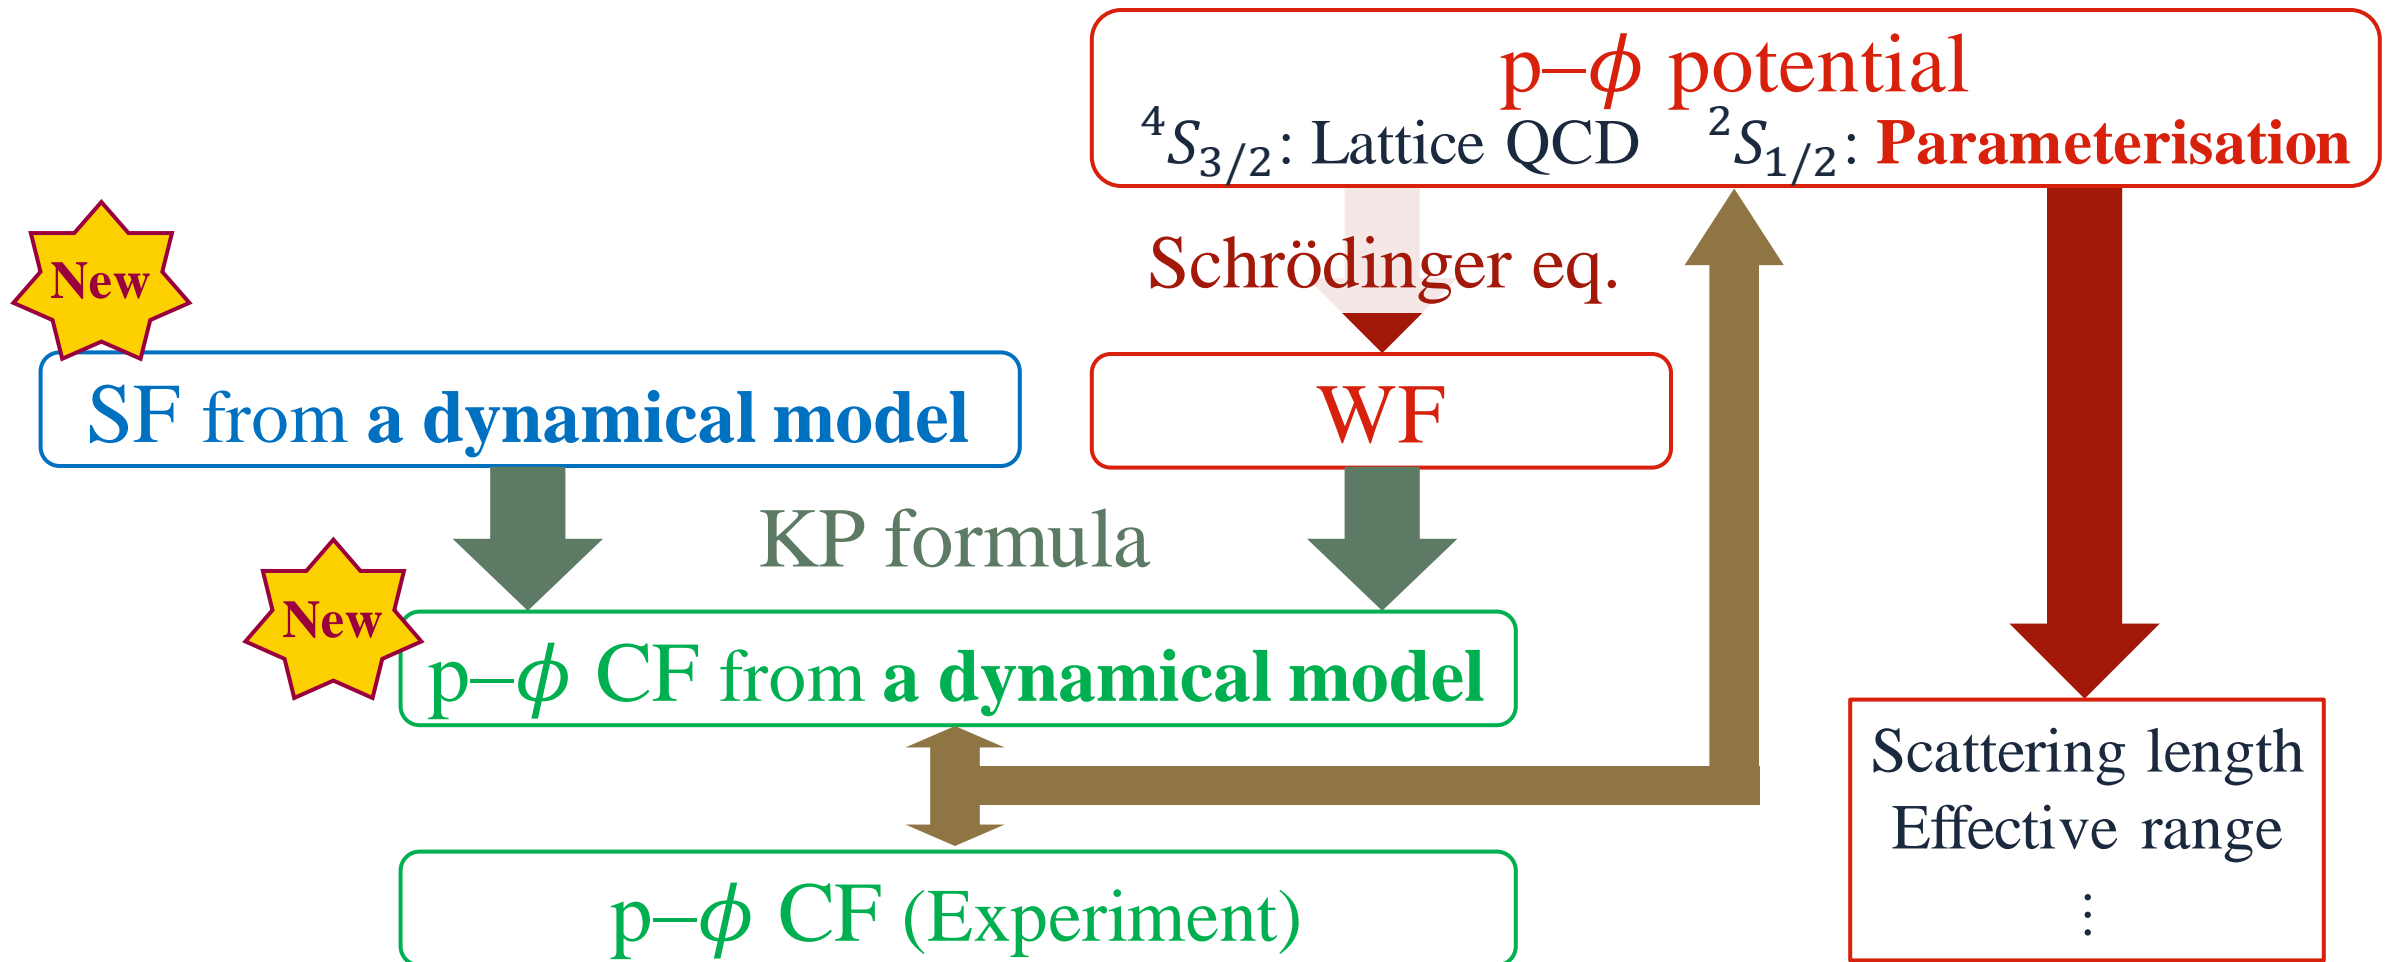 p–ϕ potential
⁴S₃/₂: Lattice QCD ²S₁/₂: Parameterisation
Schrödinger eq.
New
SF from a dynamical model
WF
KP formula
New
p–ϕ CF from a dynamical model
p–ϕ CF (Experiment)
Scattering length
Effective range
⋮